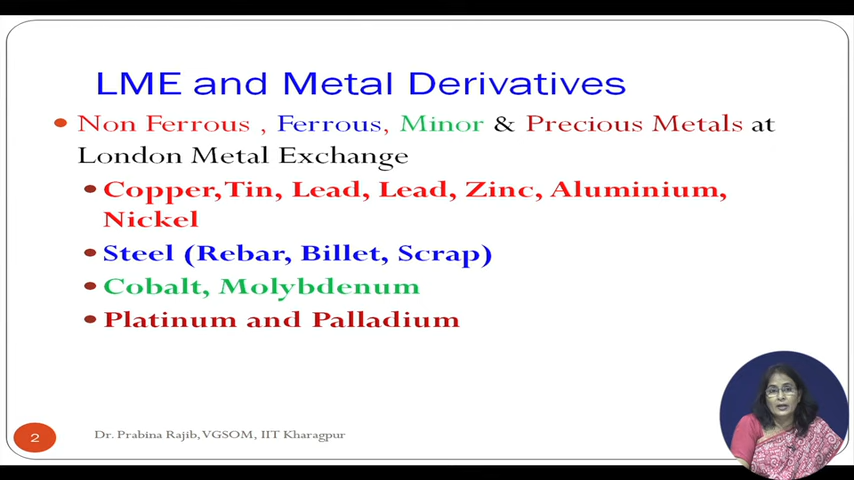 LME and Metal Derivatives
Non Ferrous , Ferrous, Minor & Precious Metals at
London Metal Exchange
Copper,Tin, Lead, Lead, Zinc, Aluminium,
Nickel
Steel (Rebar, Billet, Scrap)
Cobalt, Molybdenum
Platinum and Palladium
2
Dr. Prabina Rajib, VGSOM, IIT Kharagpur